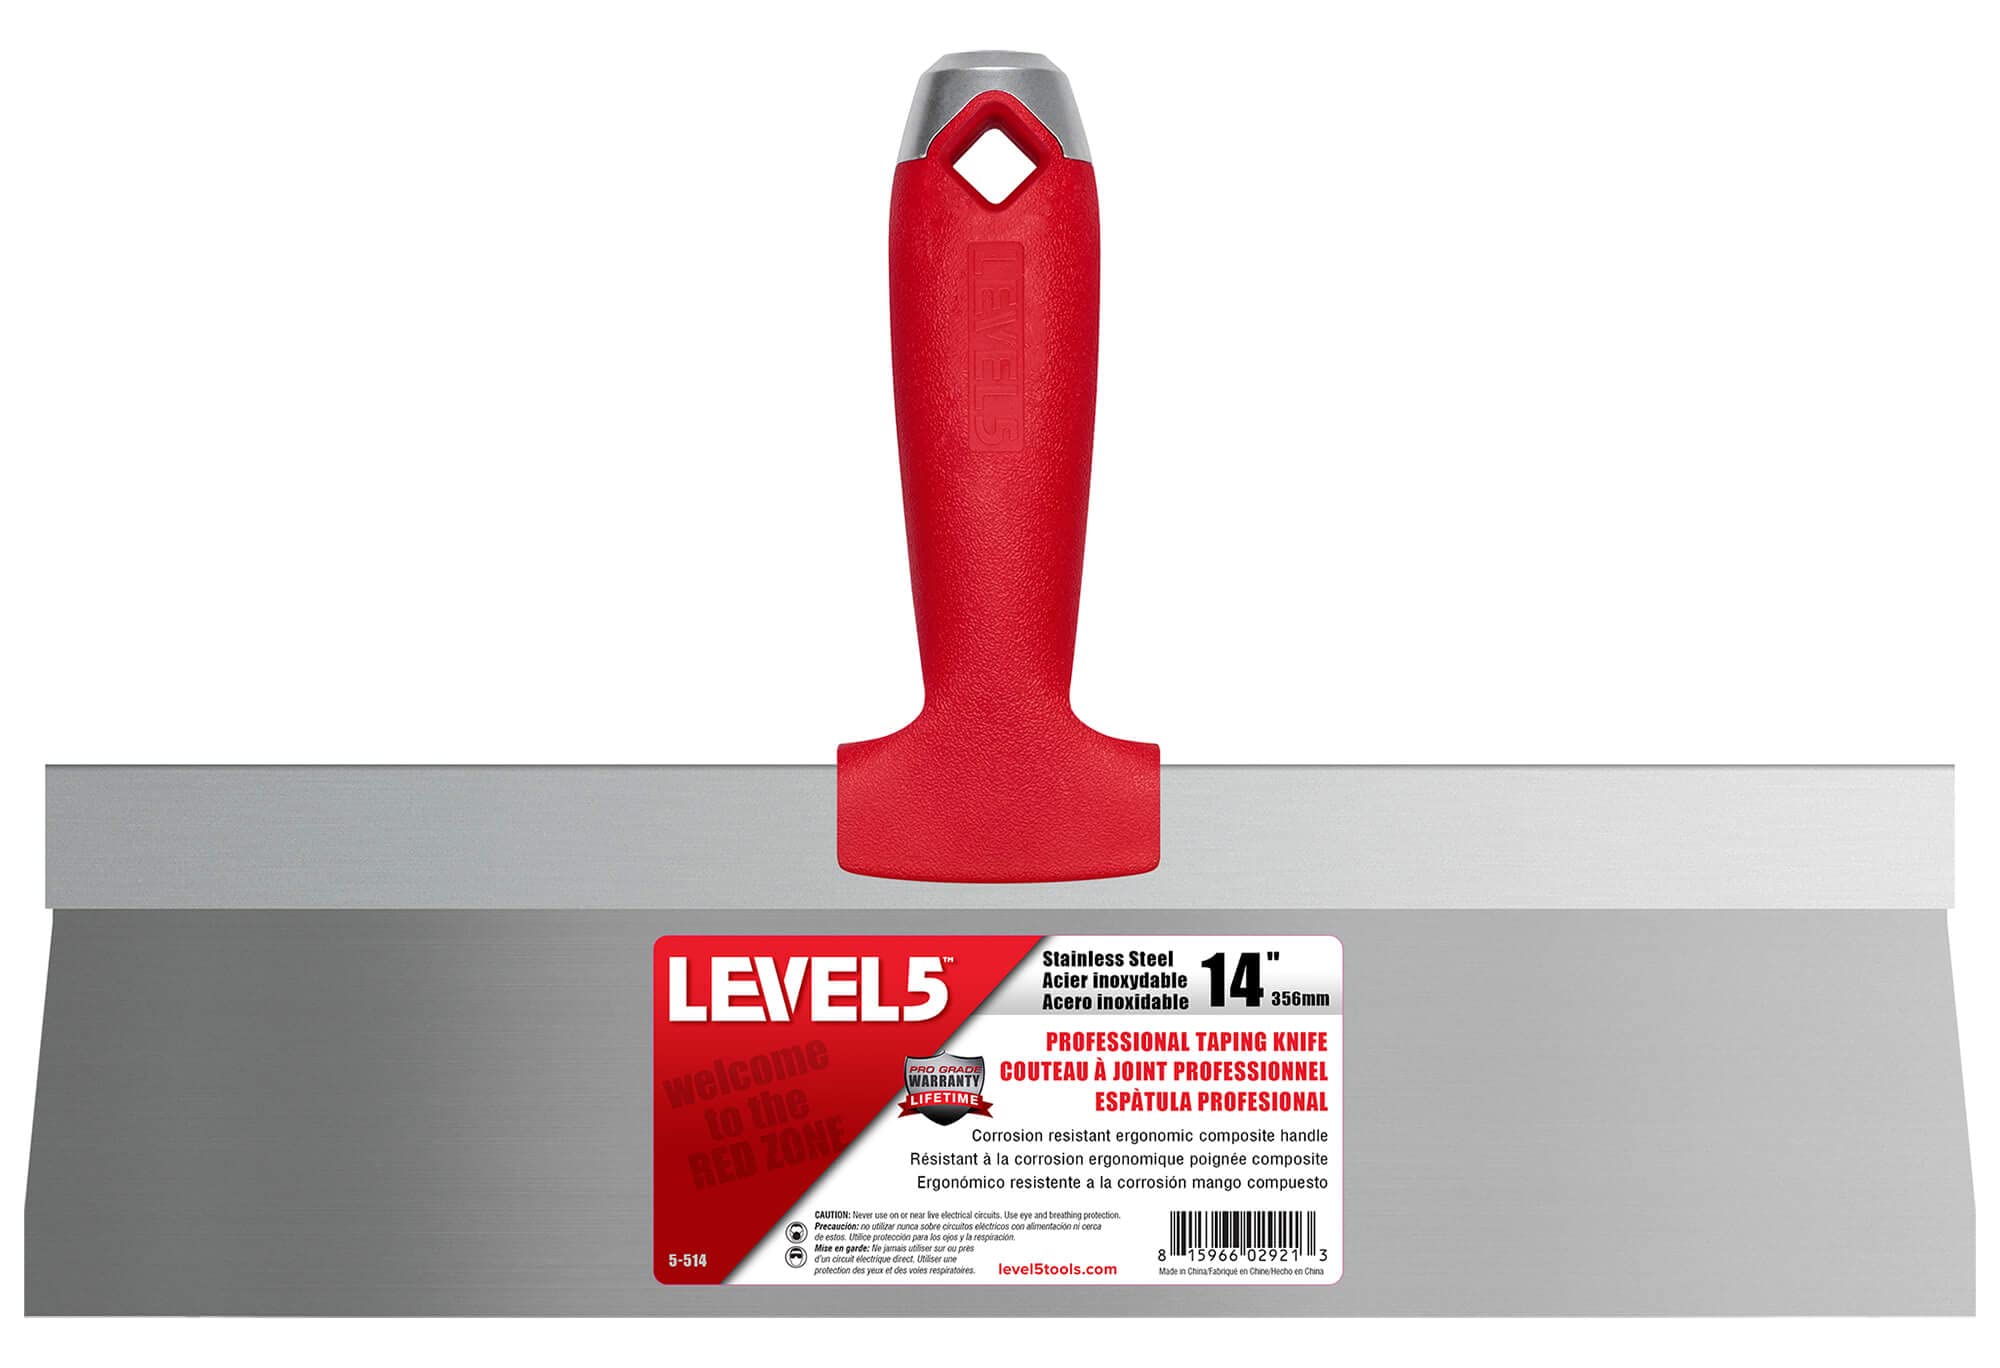 LEVEL5
LEVEL5™
Stainless Steel
Acier inoxydable
Acero inoxidable
14"
356mm
welcome
to the
RED ZONE
PRO GRADE
WARRANTY
LIFETIME
PROFESSIONAL TAPING KNIFE
COUTEAU À JOINT PROFESSIONNEL
ESPÀTULA PROFESIONAL
Corrosion resistant ergonomic composite handle
Résistant à la corrosion ergonomique poignée composite
Ergonómico resistente a la corrosión mango compuesto
CAUTION: Never use on or near live electrical circuits. Use eye and breathing protection.
Precaución: no utilizar nunca sobre circuitos eléctricos con alimentación ni cerca
de estos. Utilice protección para los ojos y la respiración.
Mise en garde: Ne jamais utiliser sur ou près
d'un circuit électrique direct. Utiliser une
protection des yeux et des voies respiratoires.
5-514
level5tools.com
8 15966 02921 3
Made in China/Fabriqué en Chine/Hecho en China